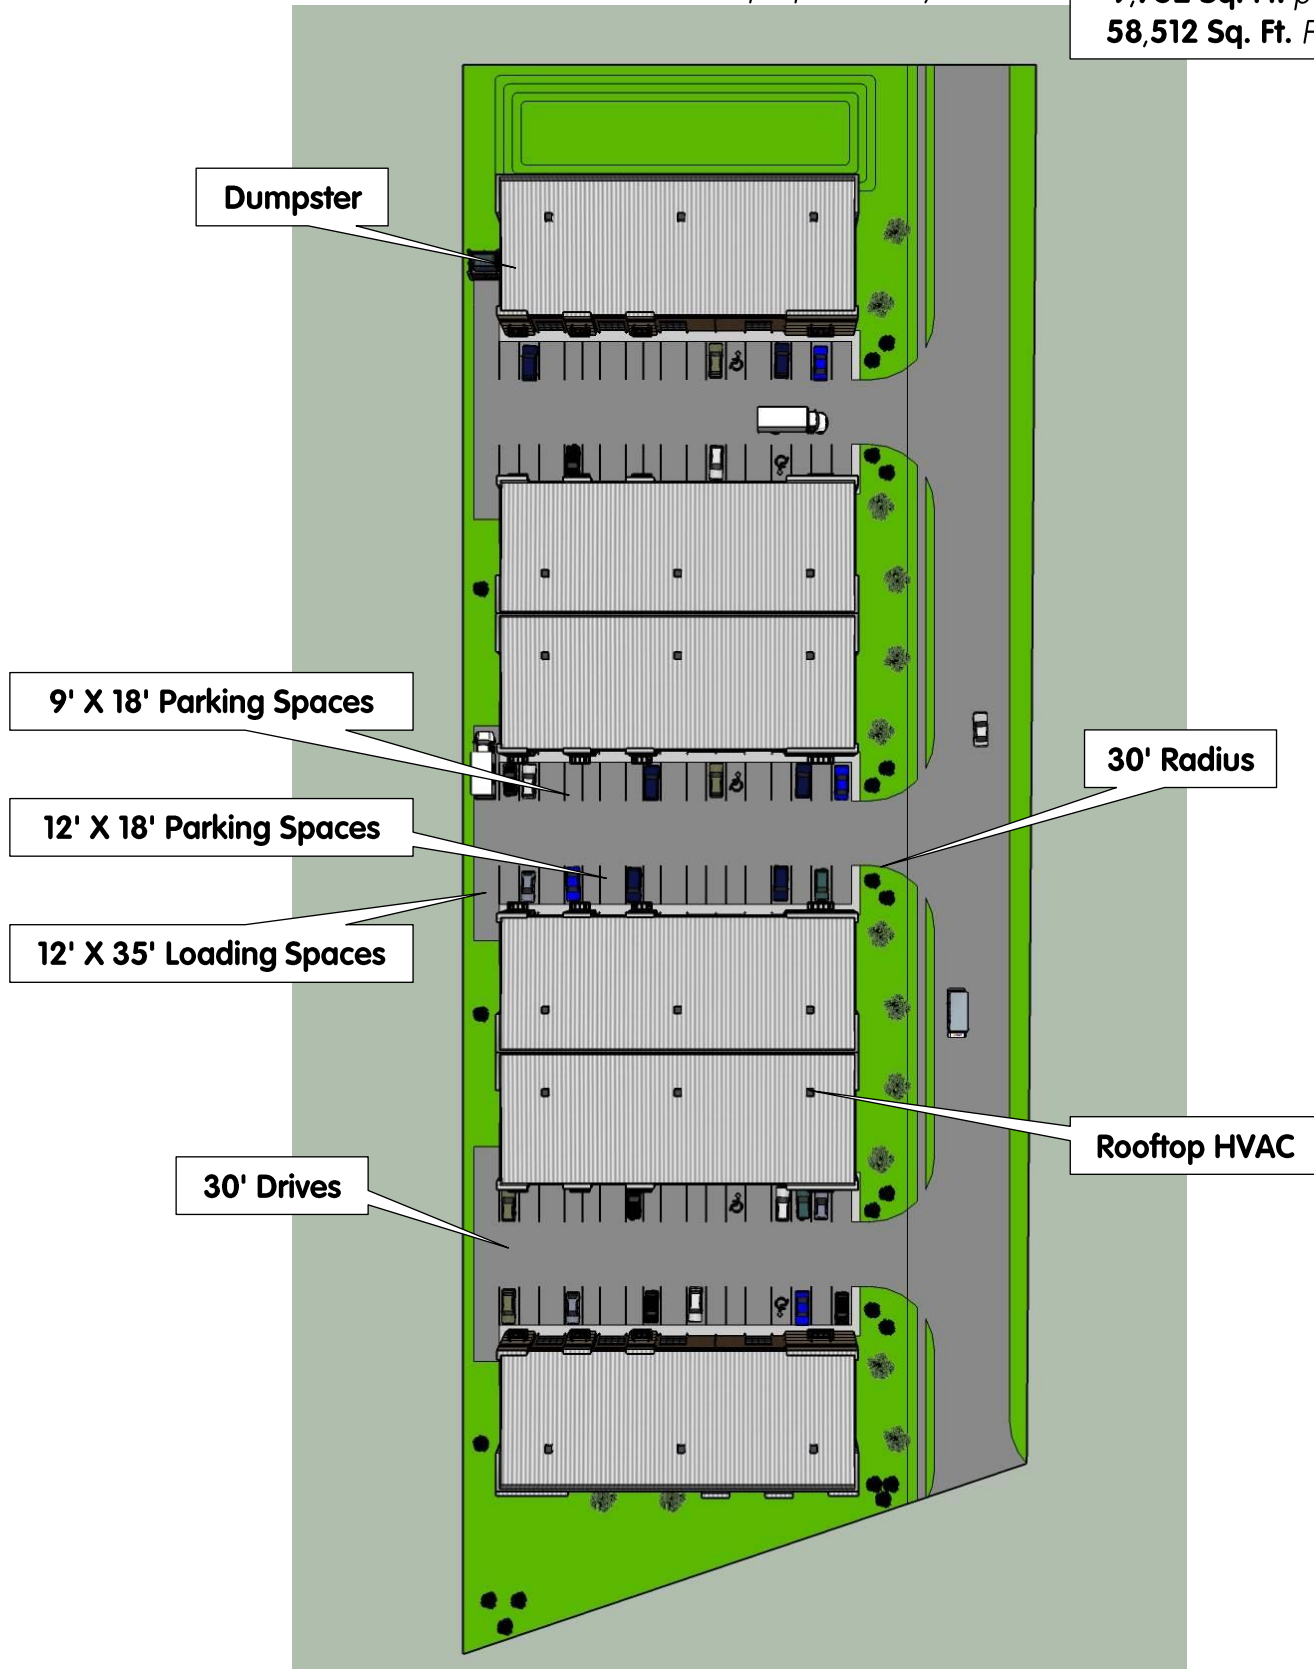 58,512 Sq. Ft.
Dumpster
9' X 18' Parking Spaces
30' Radius
12' X 18' Parking Spaces
12' X 35' Loading Spaces
Rooftop HVAC
30' Drives